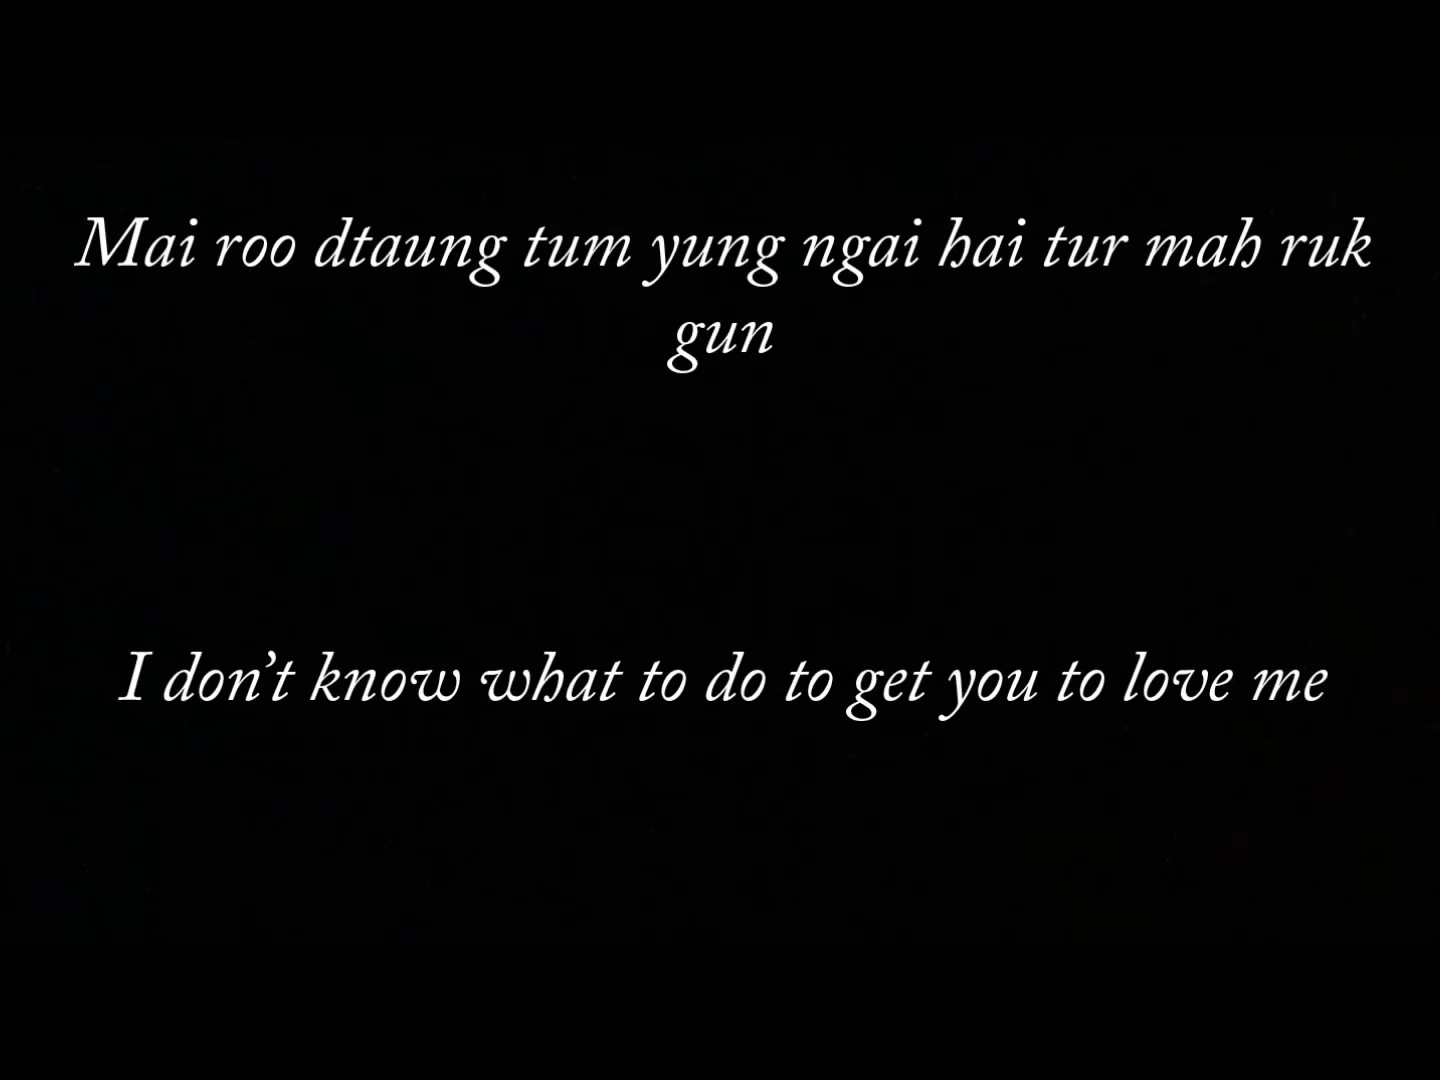 Mai roo dtaung tum yung ngai hai tur mah ruk
gun
I don’t know what to do to get you to love me